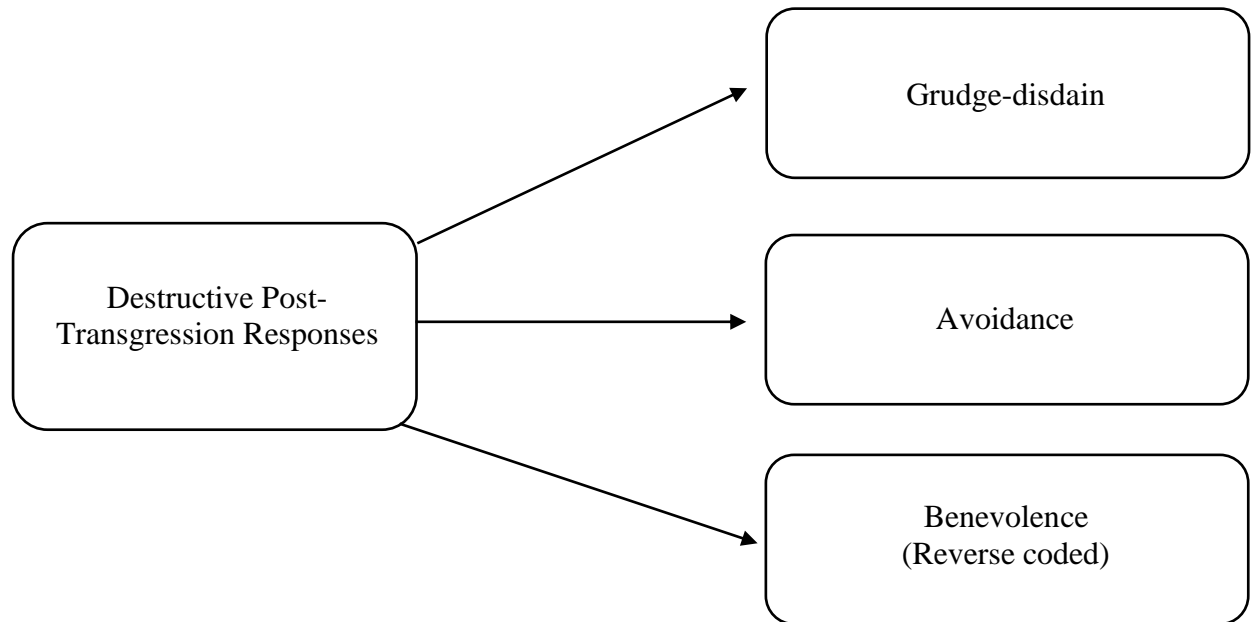 Grudge-disdain
Destructive Post-
Transgression Responses
Avoidance
Benevolence
(Reverse coded)